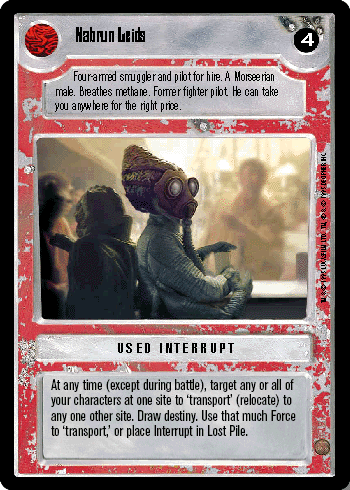 Nabrun Leids
4
Four-armed smuggler and pilot for hire. A Morseerian
male. Breathes methane. Former fighter pilot. He can take
you anywhere for the right price.
USED INTERRUPT
At any time (except during battle), target any or all of
your characters at one site to 'transport' (relocate) to
any one other site. Draw destiny. Use that much Force
to 'transport,' or place Interrupt in Lost Pile.